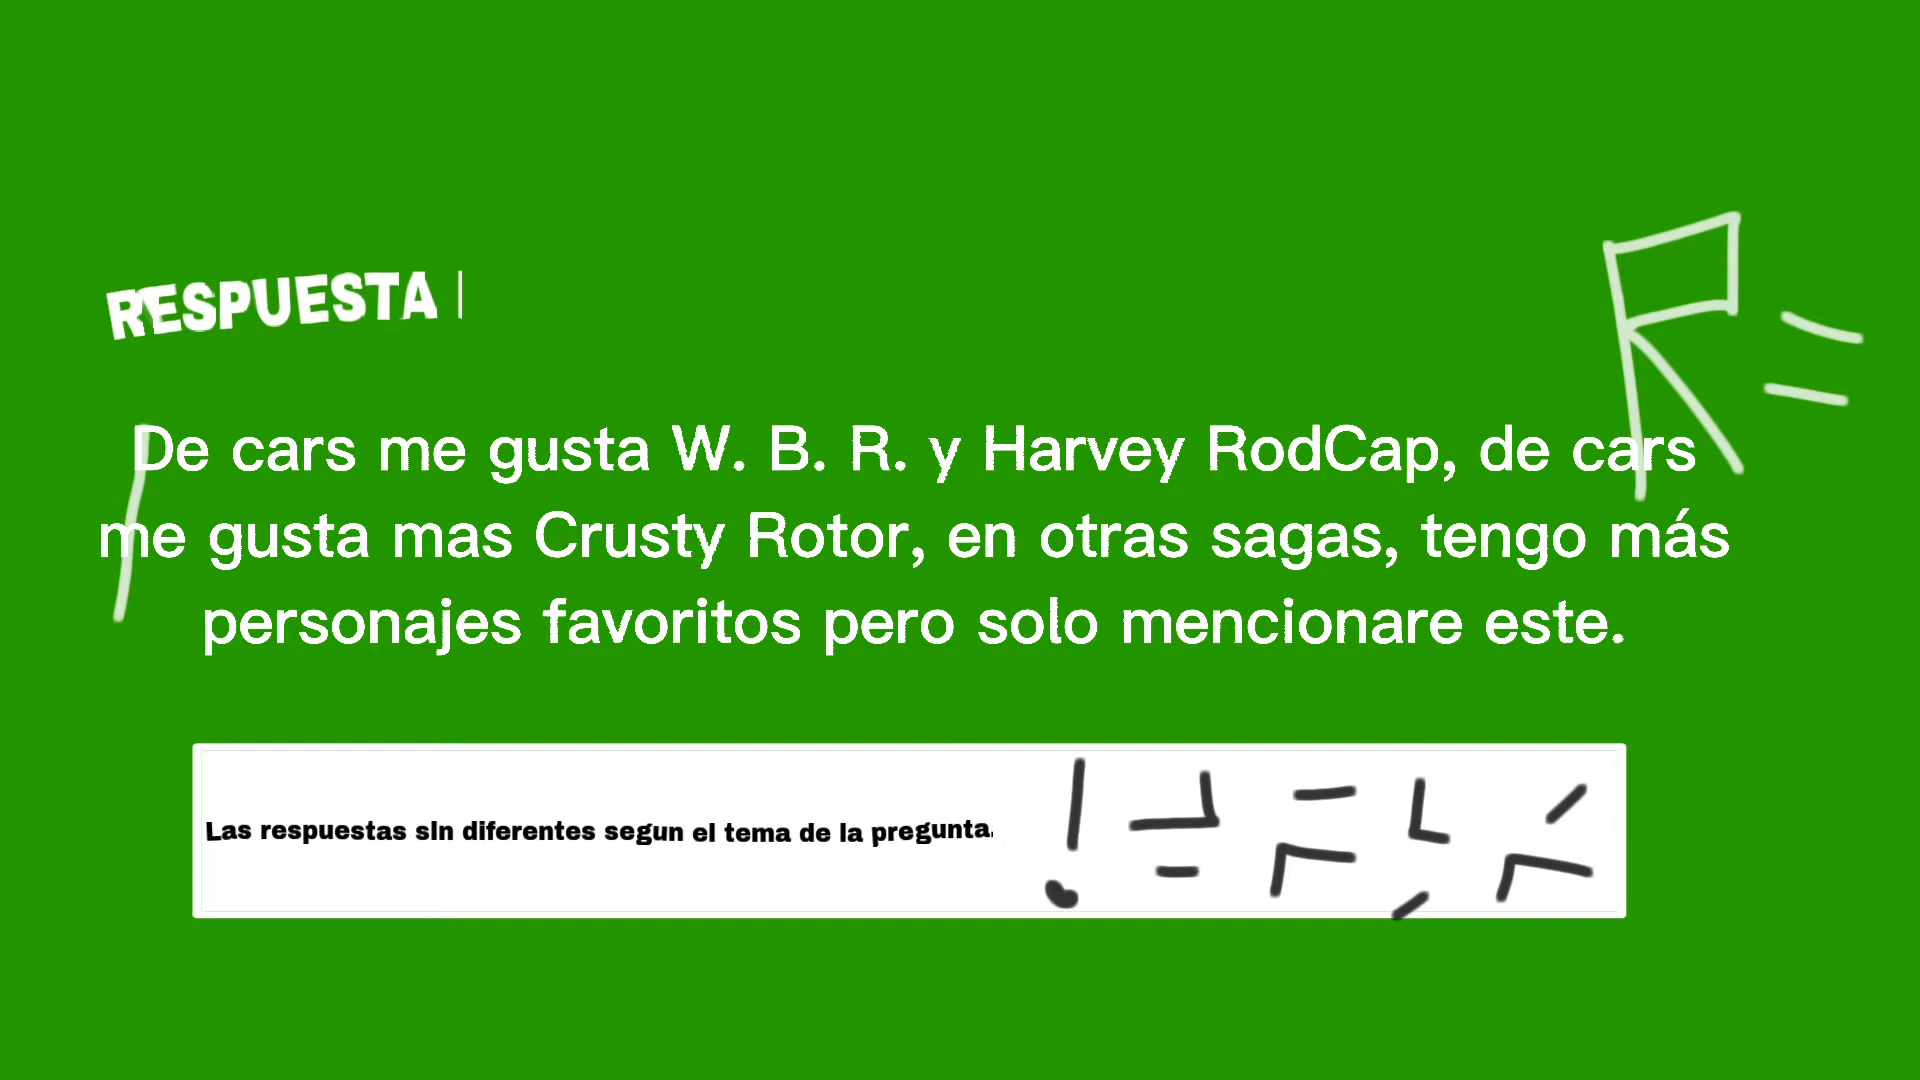 RESPUESTA |
R
De cars me gusta W. B. R. y Harvey RodCap, de cars
me gusta mas Crusty Rotor, en otras sagas, tengo más
personajes favoritos pero solo mencionare este.
Las respuestas sIn diferentes segun el tema de la pregunta.